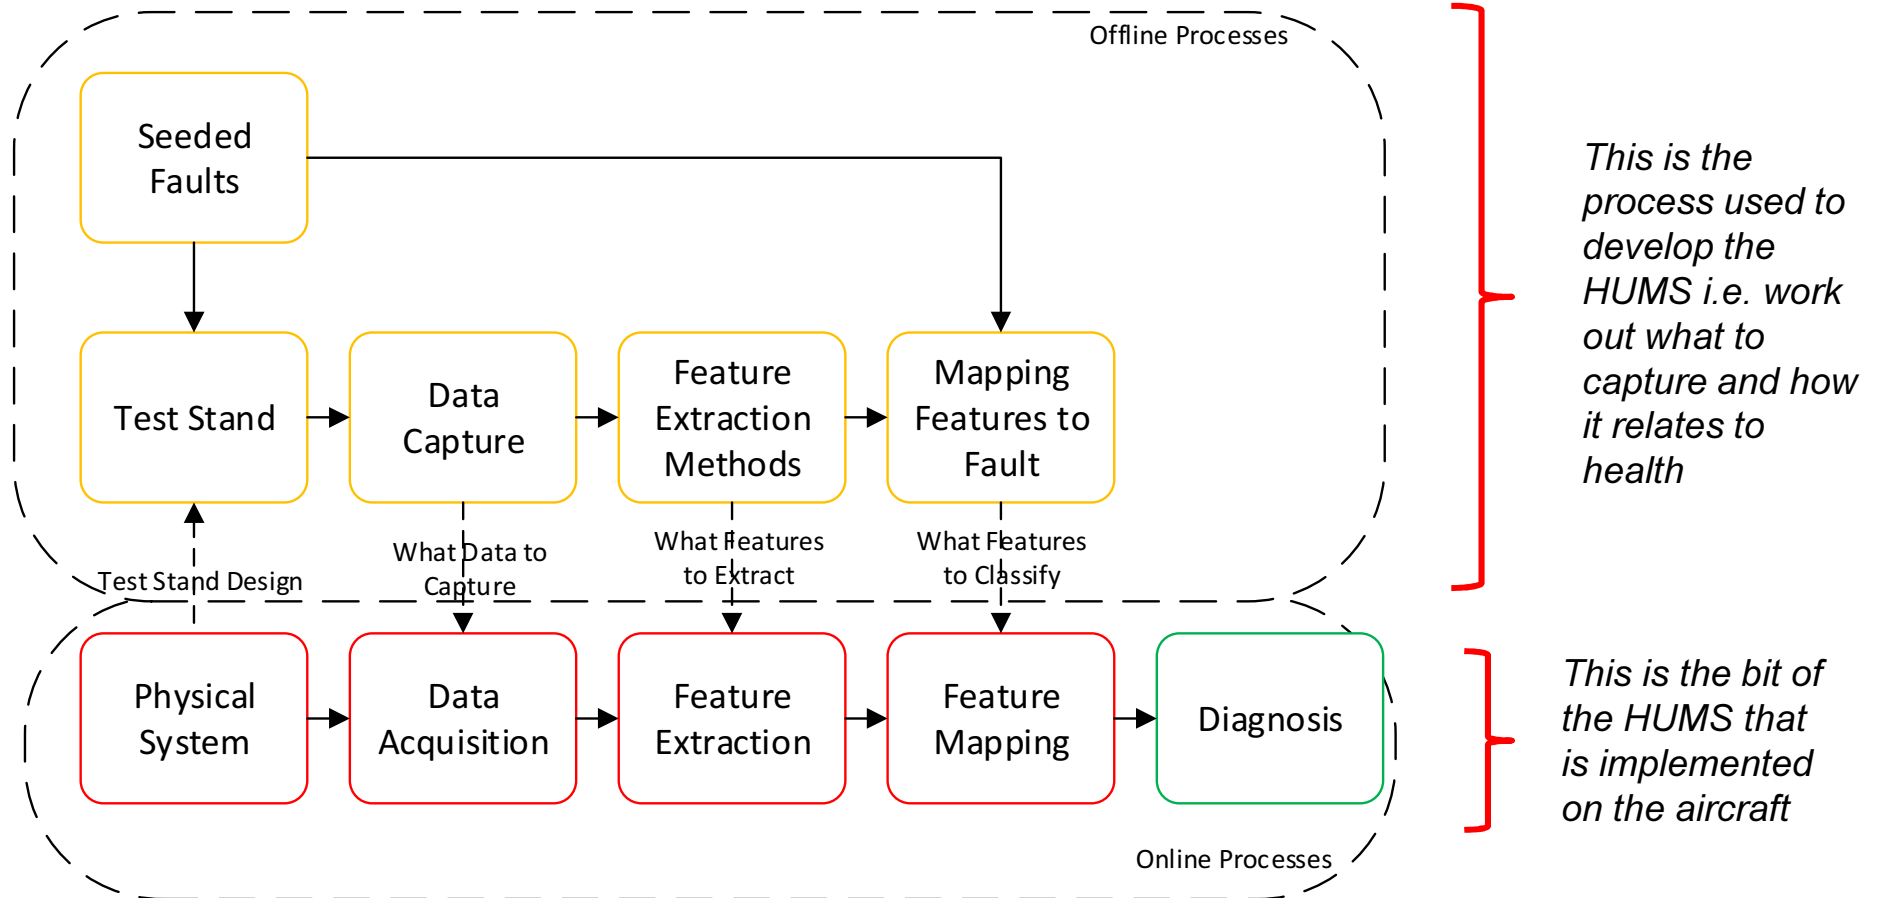 Offline Processes
Seeded
Faults
Test Stand
Data
Capture
Feature
Extraction
Methods
Mapping
Features to
Fault
Test Stand Design
What Data to
Capture
What Features
to Extract
What Features
to Classify
Physical
System
Data
Acquisition
Feature
Extraction
Feature
Mapping
Diagnosis
Online Processes
This is the
process used to
develop the
HUMS i.e. work
out what to
capture and how
it relates to
health
This is the bit of
the HUMS that
is implemented
on the aircraft